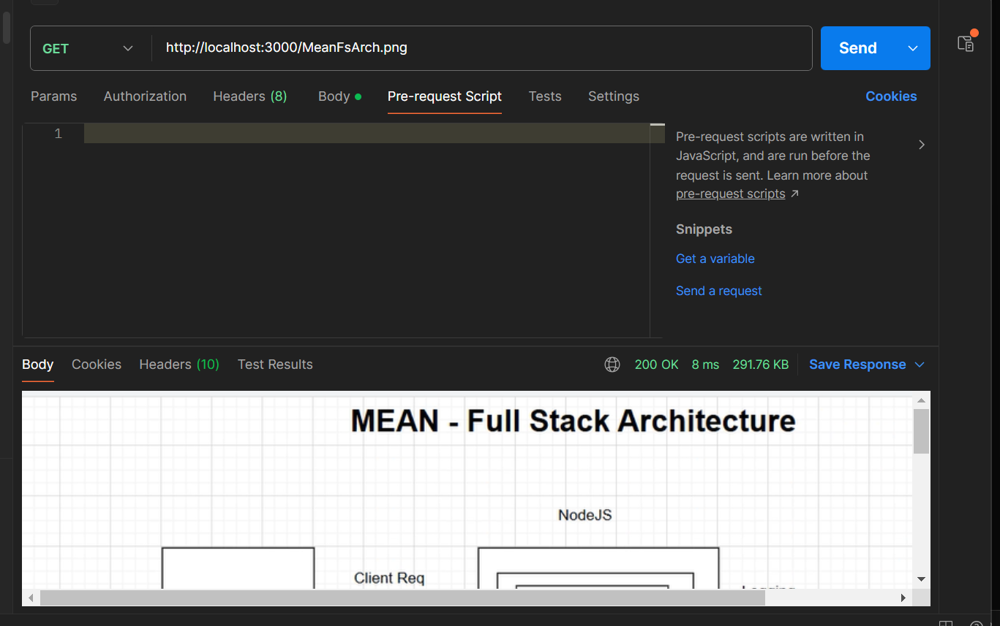 GET
http://localhost:3000/MeanFsArch.png
Send
Params Authorization Headers (8) Body Pre-request Script Tests Settings Cookies
1
Pre-request scripts are written in
JavaScript, and are run before the
request is sent. Learn more about
pre-request scripts
Snippets
Get a variable
Send a request
Body Cookies Headers (10) Test Results 200 OK 8 ms 291.76 KB Save Response
MEAN - Full Stack Architecture
NodeJS
Client Req